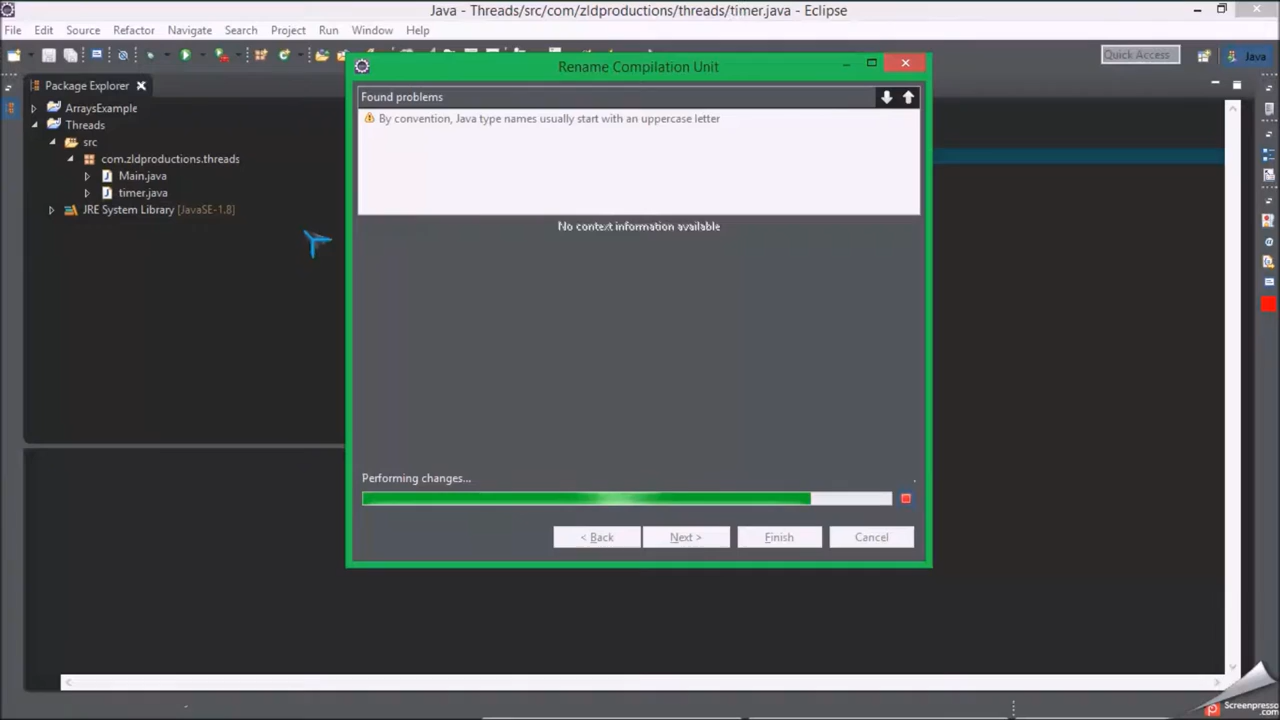 Java - Threads/src/com/zldproductions/threads/timer.java - Eclipse
File Edit Source Refactor Navigate Search Project Run Window Help
Quick Access
Java
Package Explorer
ArraysExample
Threads
src
com.zldproductions.threads
Main.java
timer.java
JRE System Library [JavaSE-1.8]
Rename Compilation Unit
Found problems
By convention, Java type names usually start with an uppercase letter
No context information available
Performing changes...
< Back Next > Finish Cancel
Screenpresso
.com